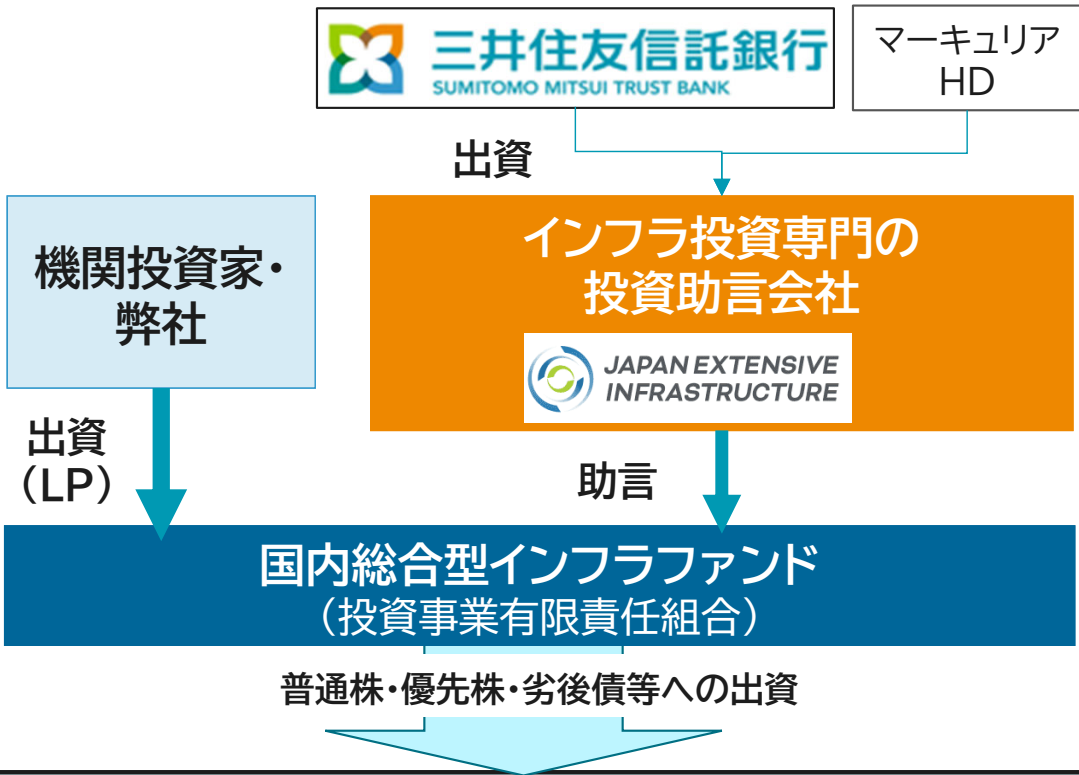 三井住友信託銀行
SUMITOMO MITSUI TRUST BANK
マーキュリア
HD
出資
機関投資家・
弊社
インフラ投資専門の
投資助言会社
JAPAN EXTENSIVE
INFRASTRUCTURE
出資
（LP）
助言
国内総合型インフラファンド
（投資事業有限責任組合）
普通株・優先株・劣後債等への出資